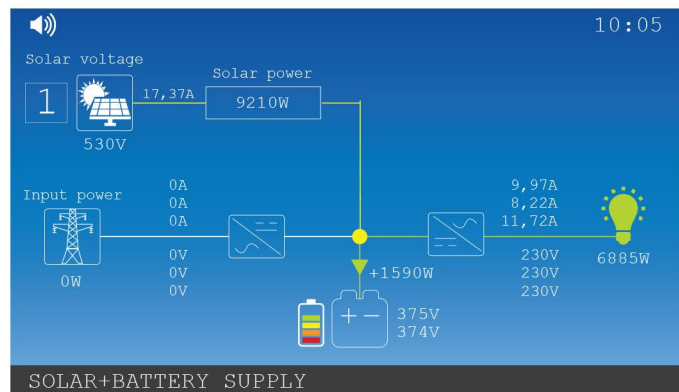 10:05
Solar voltage
1
17,37A
Solar power
9210W
530V
Input power
0A
0A
0A
0V
0V
0V
0W
9,97A
8,22A
11,72A
230V
230V
230V
6885W
+1590W
+ −
375V
374V
SOLAR+BATTERY SUPPLY